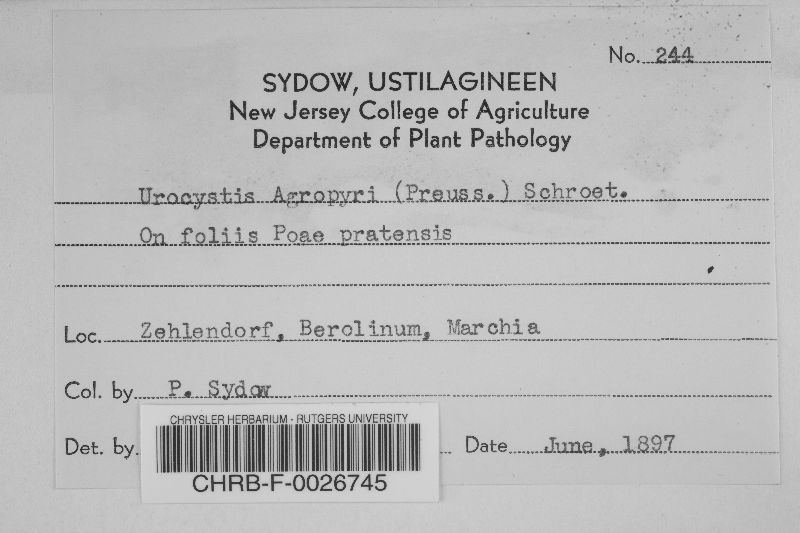 No. 244
SYDOW, USTILAGINEEN
New Jersey College of Agriculture
Department of Plant Pathology
Urocystis Agropyri (Preuss.) Schroet.
On foliis Poae pratensis
Loc. Zehlendorf, Berolinum, Marchia
Col. by P. Sydow
Det. by. Date June, 1897
CHRYSLER HERBARIUM - RUTGERS UNIVERSITY
CHRB-F-0026745